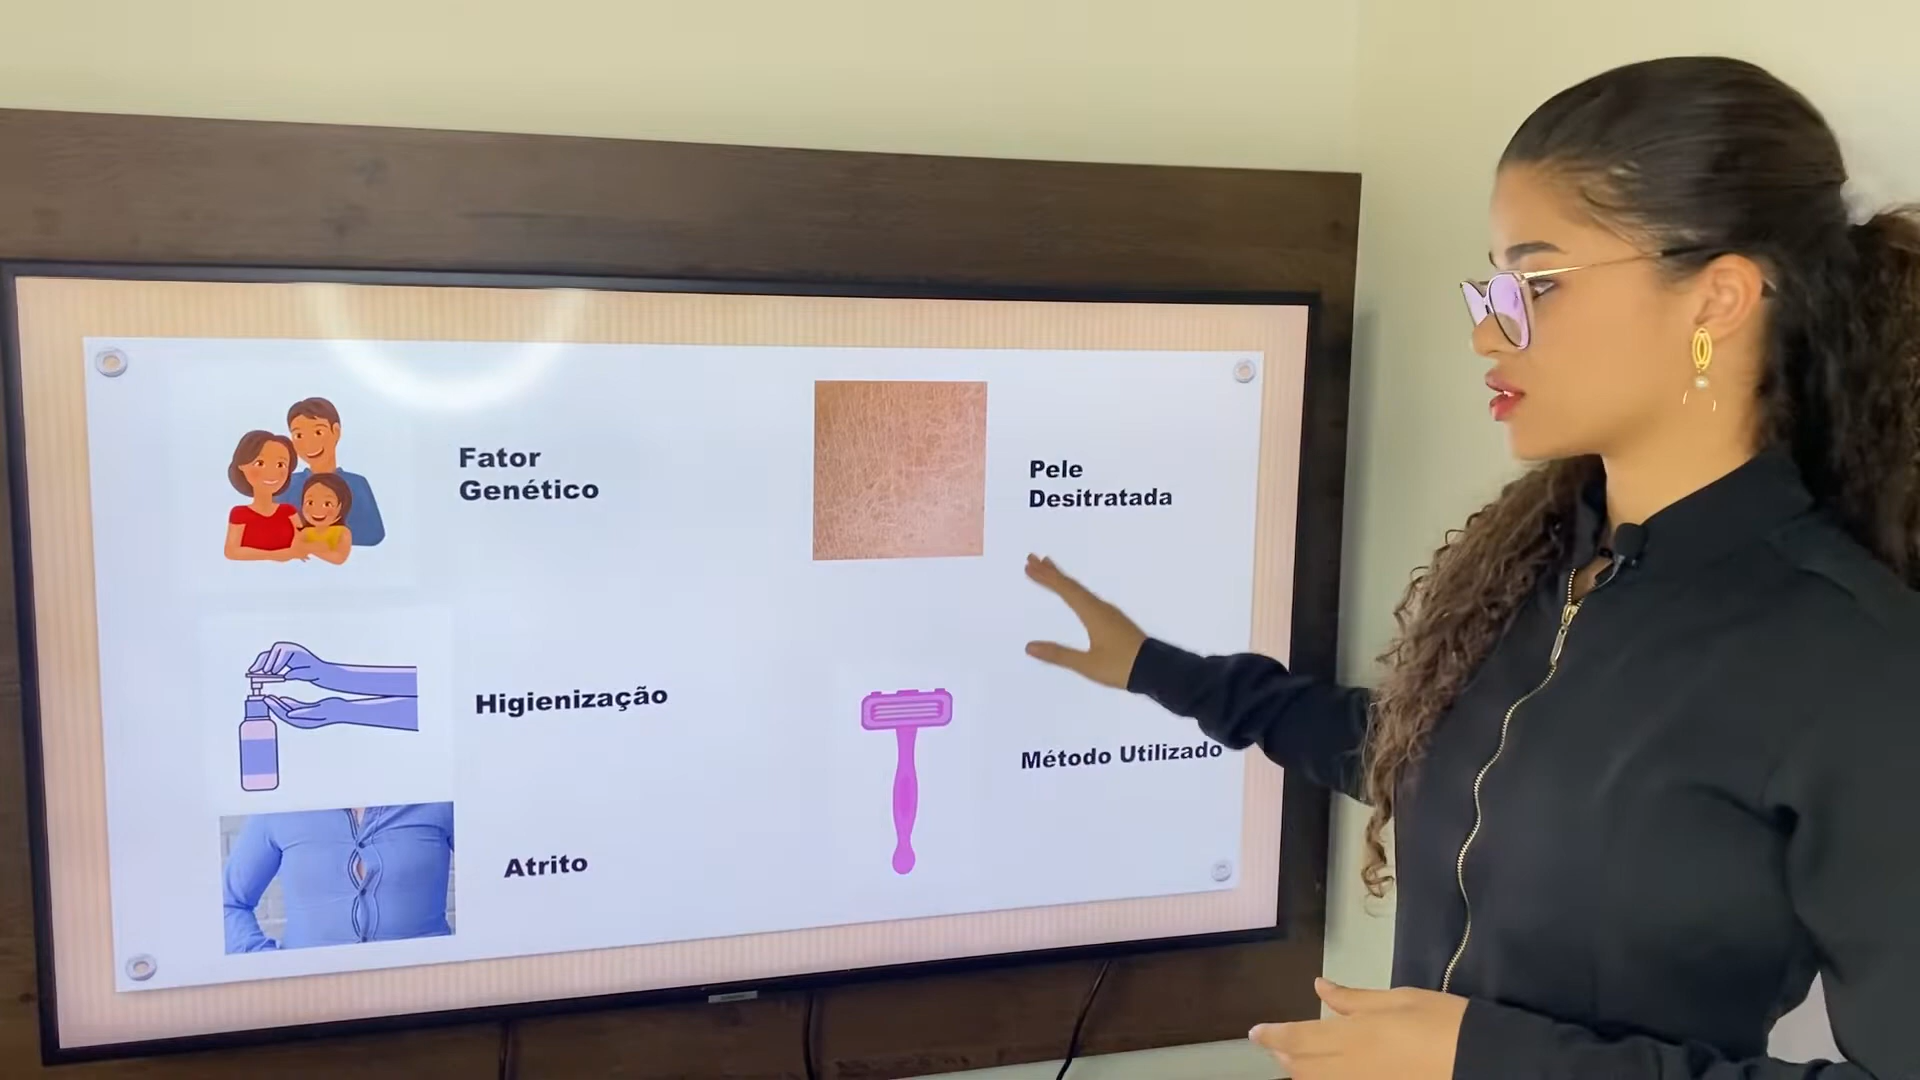 Fator
Genético
Pele
Desitratada
Higienização
Método Utilizado
Atrito